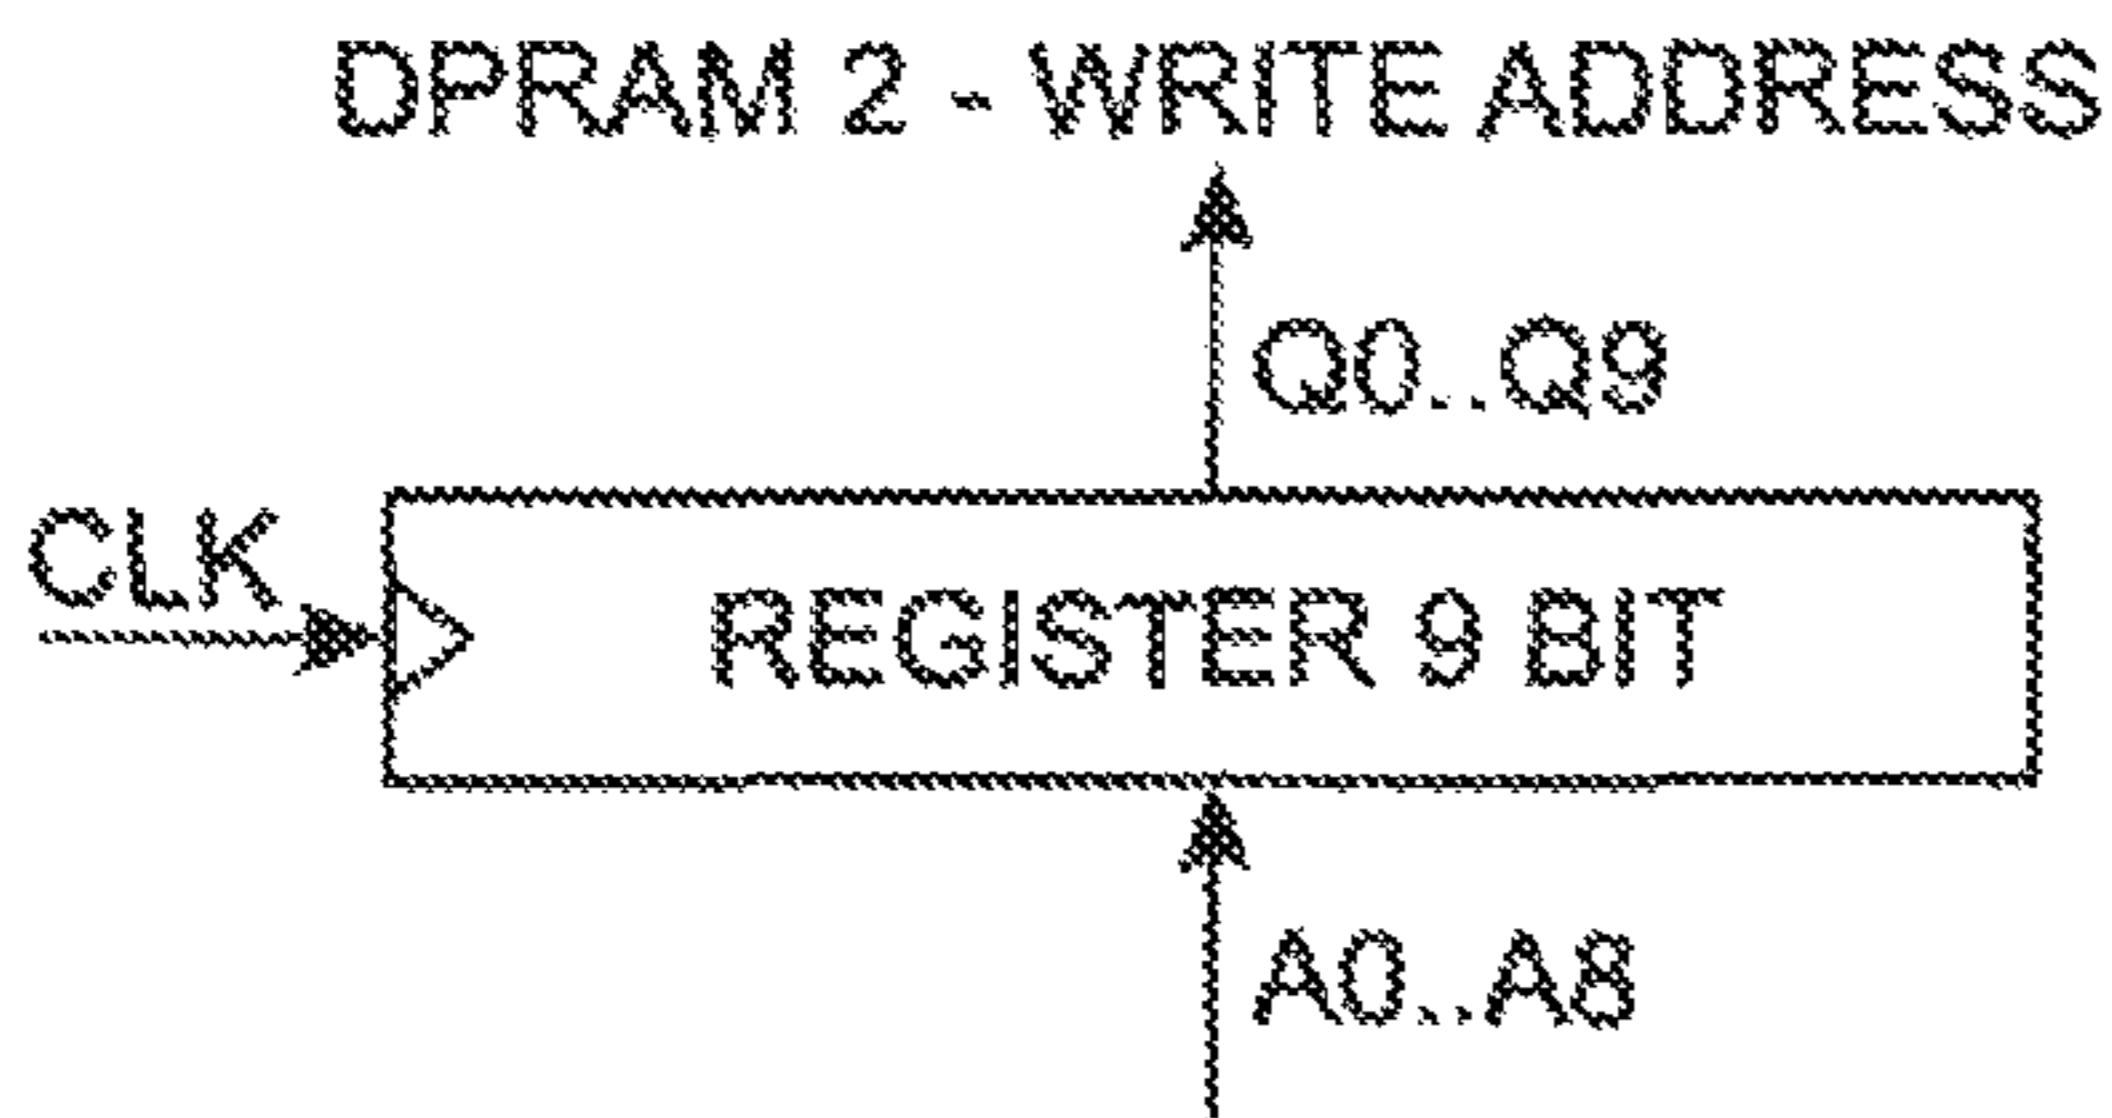 DPRAM 2 - WRITE ADDRESS
Q0..Q9
CLK
REGISTER 9 BIT
A0..A8